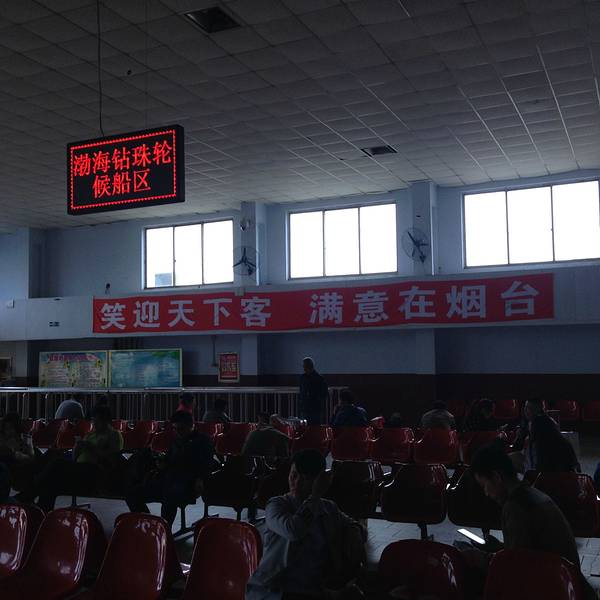 渤海钻珠轮
候船区
笑迎天下客 满意在烟台